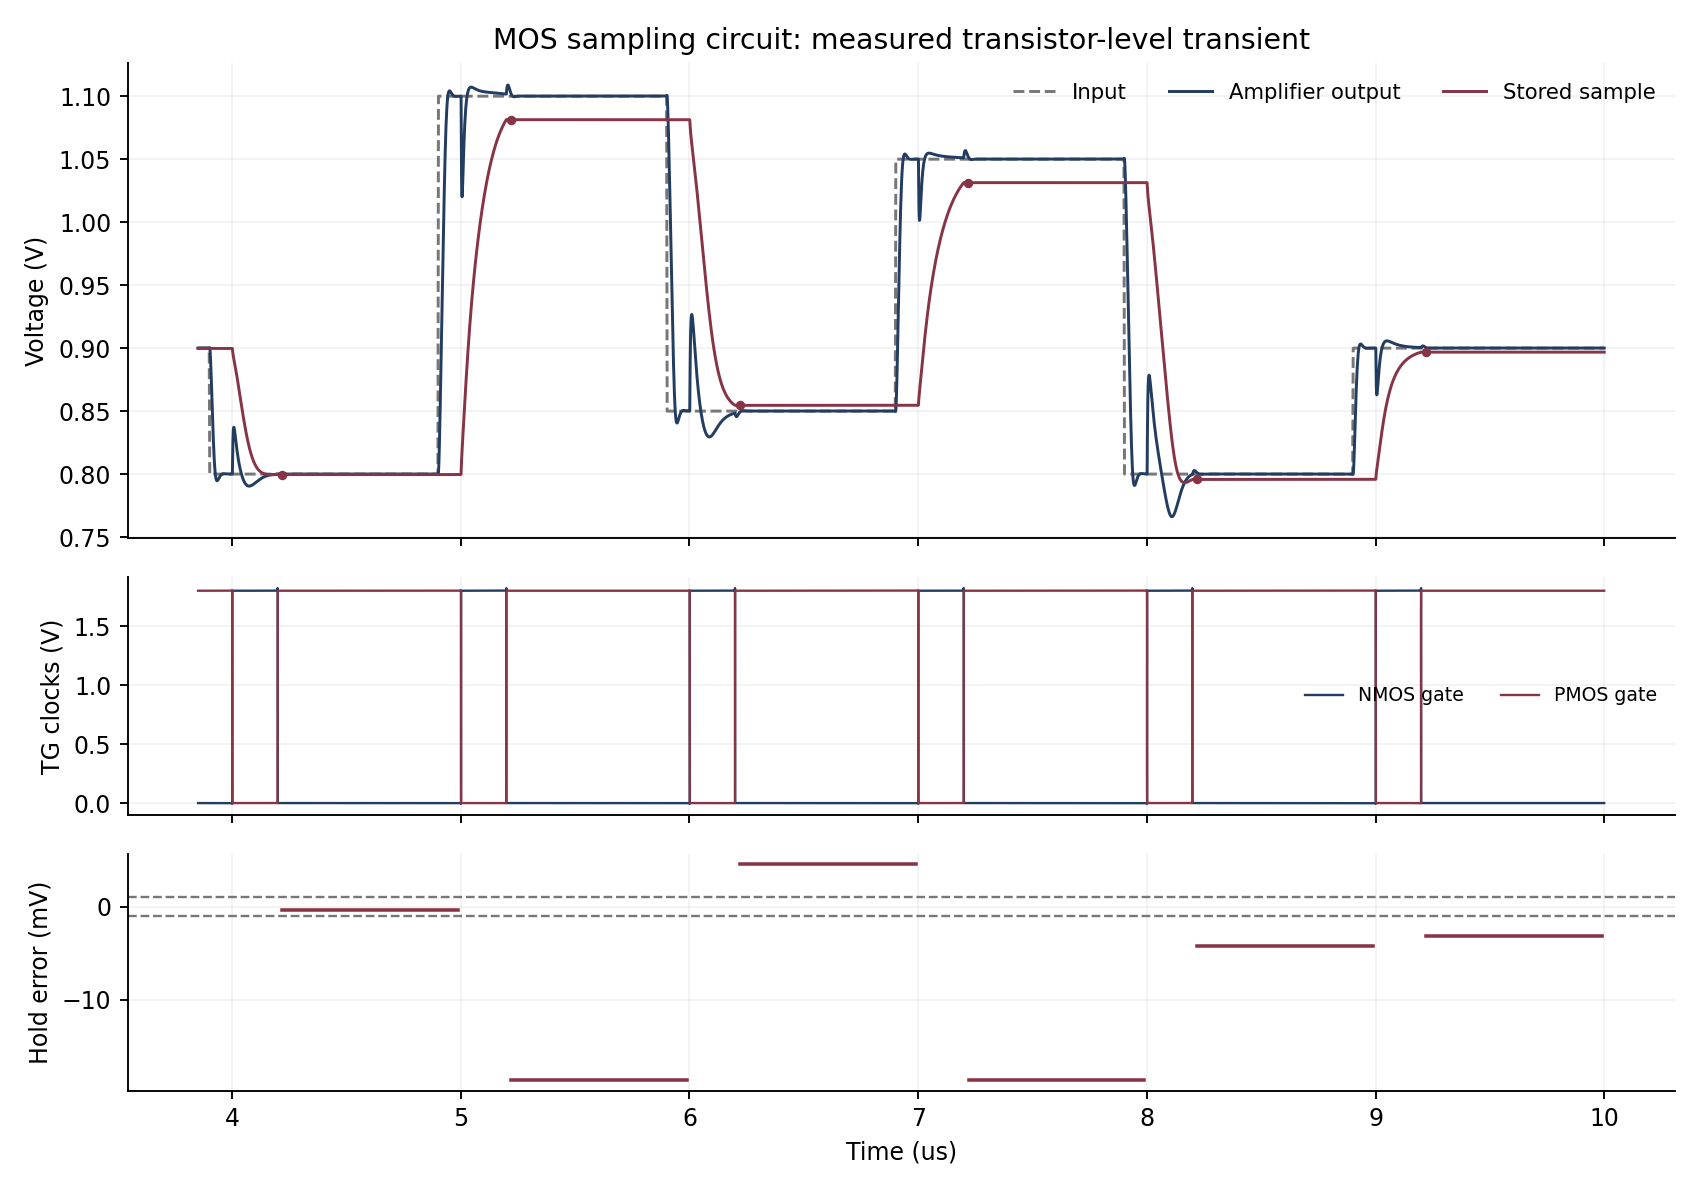 MOS sampling circuit: measured transistor-level transient
Input
Amplifier output
Stored sample
Voltage (V)
1.10
1.05
1.00
0.95
0.90
0.85
0.80
0.75
TG clocks (V)
1.5
1.0
0.5
0.0
NMOS gate
PMOS gate
Hold error (mV)
0
−10
4
5
6
7
8
9
10
Time (us)